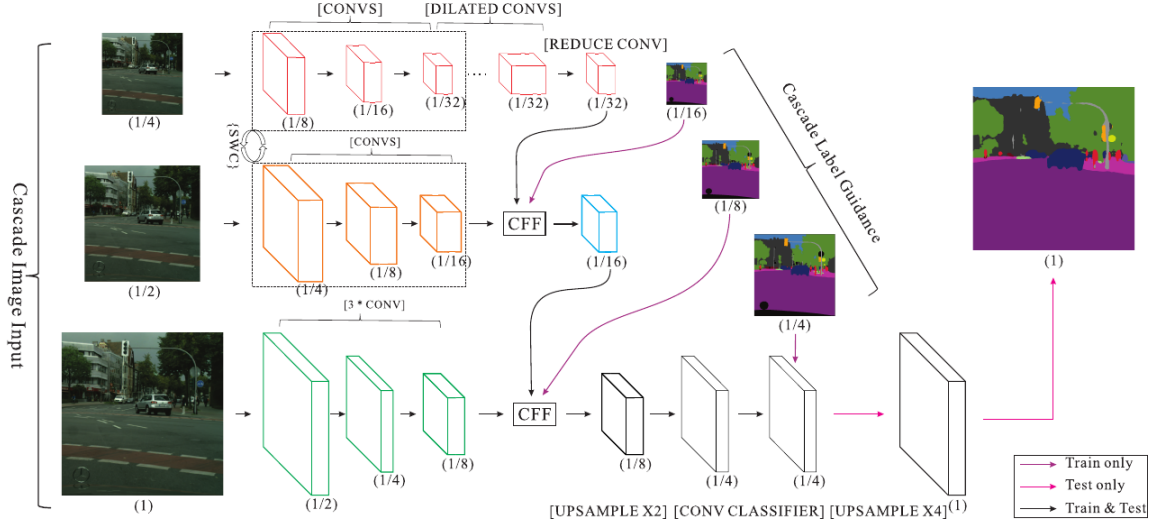 [CONVS] [DILATED CONVS]
[REDUCE CONV]
(1/4)
(1/8)
(1/16)
(1/32)
(1/32)
(1/32)
(1/16)
{SWC}
[CONVS]
Cascade Label Guidance
Cascade Image Input
(1/2)
(1/4)
(1/8)
(1/16)
CFF
(1/16)
(1/8)
(1)
[3 * CONV]
(1/4)
(1)
(1/2)
(1/4)
(1/8)
CFF
(1/8)
(1/4)
(1/4)
(1)
[UPSAMPLE X2] [CONV CLASSIFIER] [UPSAMPLE X4]
Train only
Test only
Train & Test